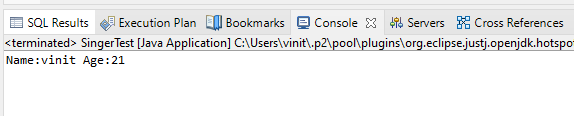 SQL Results Execution Plan Bookmarks Console Servers Cross References
<terminated> SingerTest [Java Application] C:\Users\vinit\.p2\pool\plugins\org.eclipse.justj.openjdk.hotspo
Name:vinit Age:21